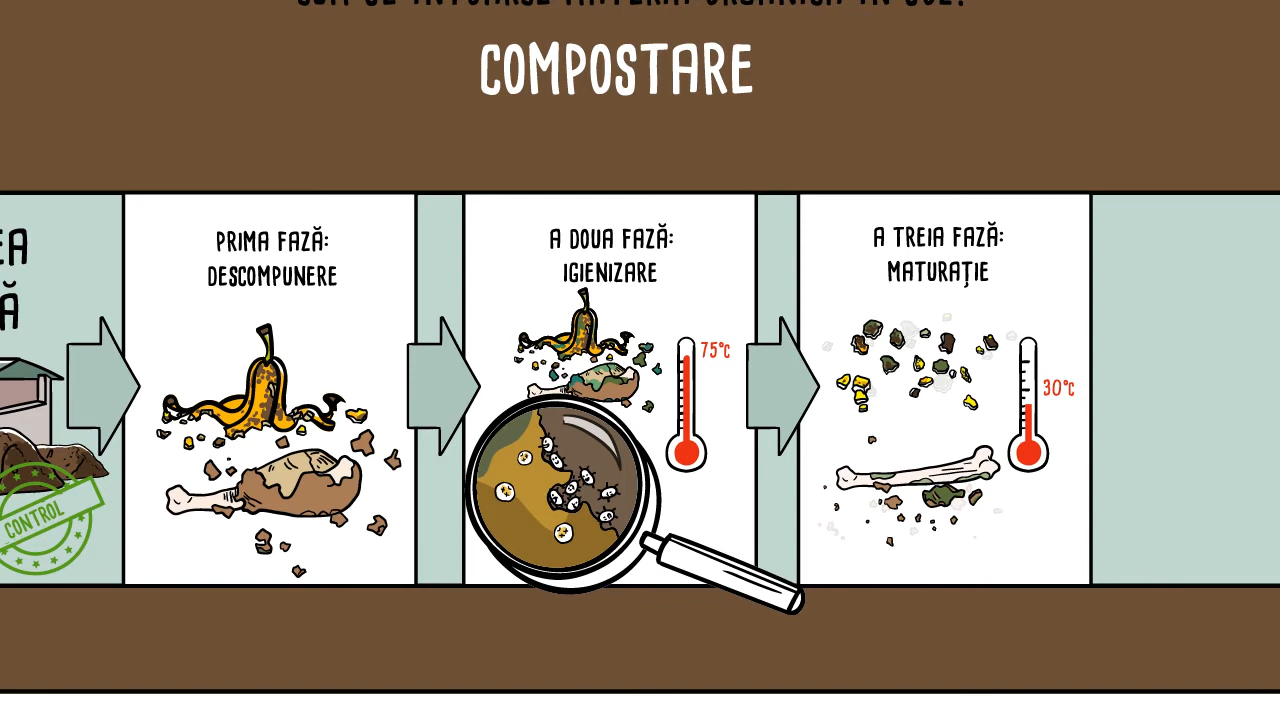 COMPOSTARE
PRIMA FAZĂ:
DESCOMPUNERE
A DOUA FAZĂ:
IGIENIZARE
75°C
A TREIA FAZĂ:
MATURAȚIE
30°C
CONTROL